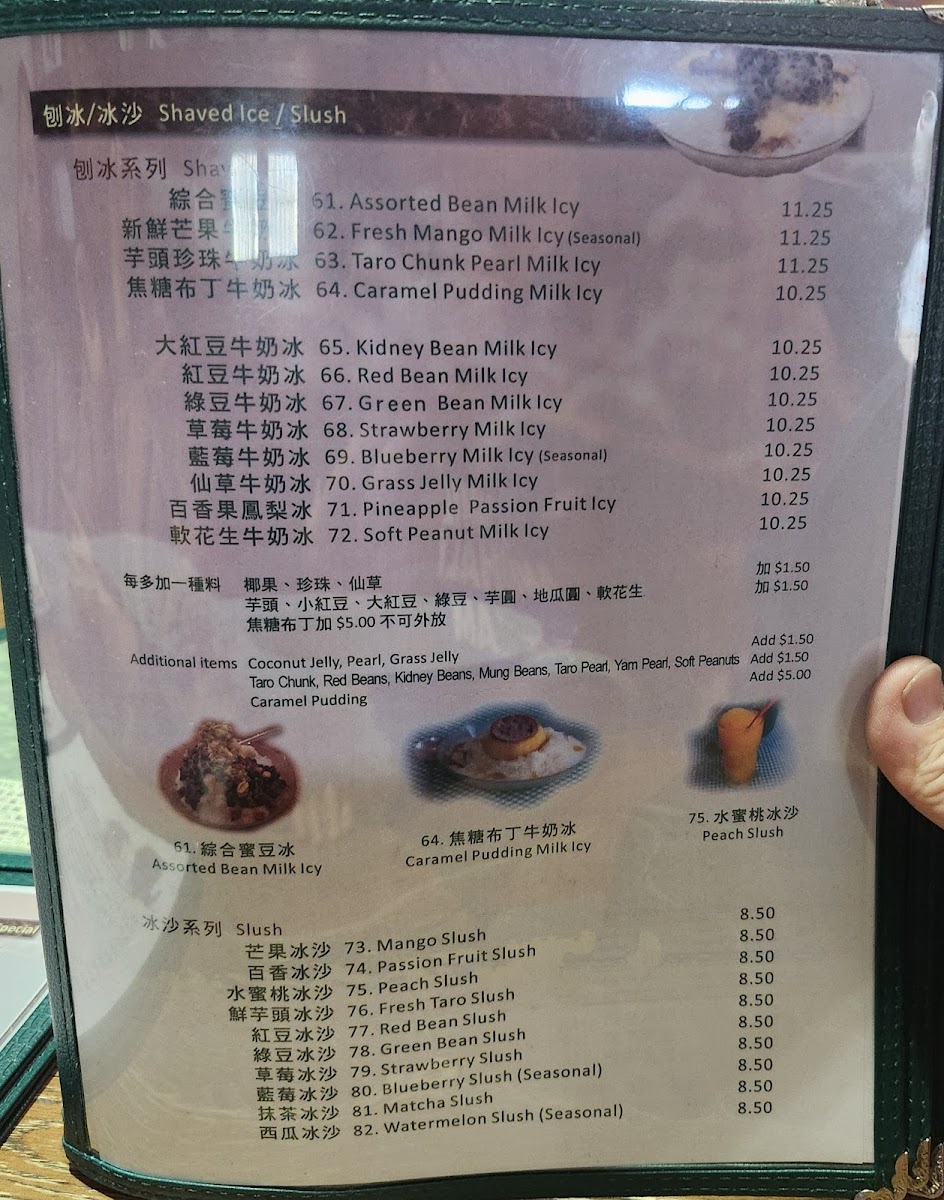 刨冰/冰沙 Shaved Ice / Slush
刨冰系列
綜合 61. Assorted Bean Milk Icy 11.25
新鮮芒果 62. Fresh Mango Milk Icy (Seasonal) 11.25
芋頭珍珠牛奶冰 63. Taro Chunk Pearl Milk Icy 11.25
焦糖布丁牛奶冰 64. Caramel Pudding Milk Icy 10.25
大紅豆牛奶冰 65. Kidney Bean Milk Icy 10.25
紅豆牛奶冰 66. Red Bean Milk Icy 10.25
綠豆牛奶冰 67. Green Bean Milk Icy 10.25
草莓牛奶冰 68. Strawberry Milk Icy 10.25
藍莓牛奶冰 69. Blueberry Milk Icy (Seasonal) 10.25
仙草牛奶冰 70. Grass Jelly Milk Icy 10.25
百香果鳳梨冰 71. Pineapple Passion Fruit Icy 10.25
軟花生牛奶冰 72. Soft Peanut Milk Icy 10.25
每多加一種料 椰果、珍珠、仙草 加 $1.50
芋頭、小紅豆、大紅豆、綠豆、芋圓、地瓜圓、軟花生 加 $1.50
焦糖布丁加 $5.00 不可外放
Additional items Coconut Jelly, Pearl, Grass Jelly Add $1.50
Taro Chunk, Red Beans, Kidney Beans, Mung Beans, Taro Pearl, Yam Pearl, Soft Peanuts Add $1.50
Caramel Pudding Add $5.00
61. 綜合蜜豆冰
Assorted Bean Milk Icy
64. 焦糖布丁牛奶冰
Caramel Pudding Milk Icy
75. 水蜜桃冰沙
Peach Slush
冰沙系列 Slush
芒果冰沙 73. Mango Slush 8.50
百香冰沙 74. Passion Fruit Slush 8.50
水蜜桃冰沙 75. Peach Slush 8.50
鮮芋頭冰沙 76. Fresh Taro Slush 8.50
紅豆冰沙 77. Red Bean Slush 8.50
綠豆冰沙 78. Green Bean Slush 8.50
草莓冰沙 79. Strawberry Slush 8.50
藍莓冰沙 80. Blueberry Slush (Seasonal) 8.50
抹茶冰沙 81. Matcha Slush 8.50
西瓜冰沙 82. Watermelon Slush (Seasonal) 8.50